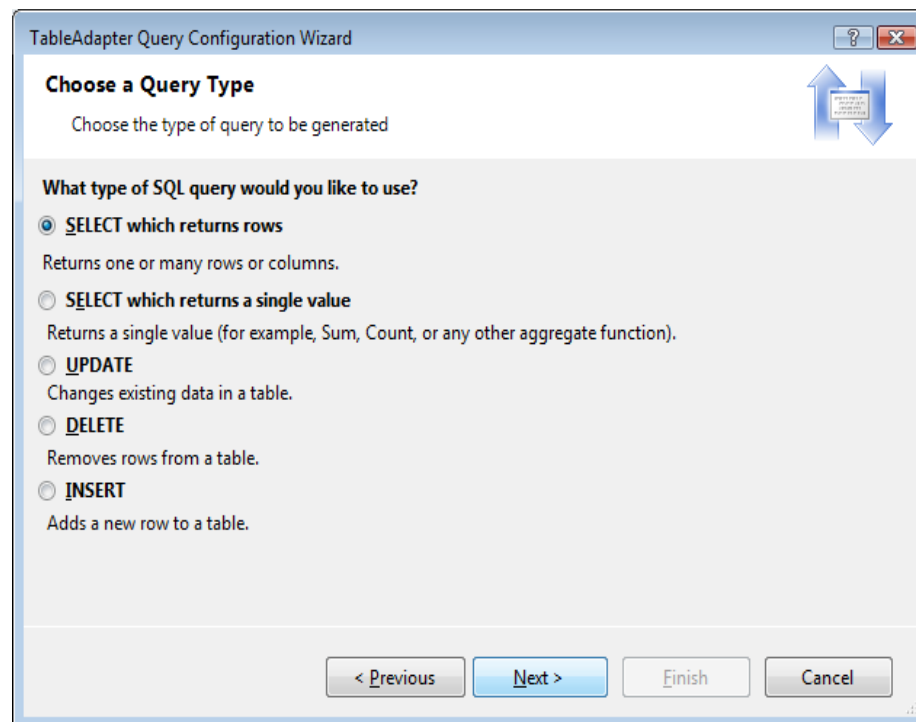 TableAdapter Query Configuration Wizard
Choose a Query Type
Choose the type of query to be generated
What type of SQL query would you like to use?
SELECT which returns rows
Returns one or many rows or columns.
SELECT which returns a single value
Returns a single value (for example, Sum, Count, or any other aggregate function).
UPDATE
Changes existing data in a table.
DELETE
Removes rows from a table.
INSERT
Adds a new row to a table.
< Previous Next > Finish Cancel